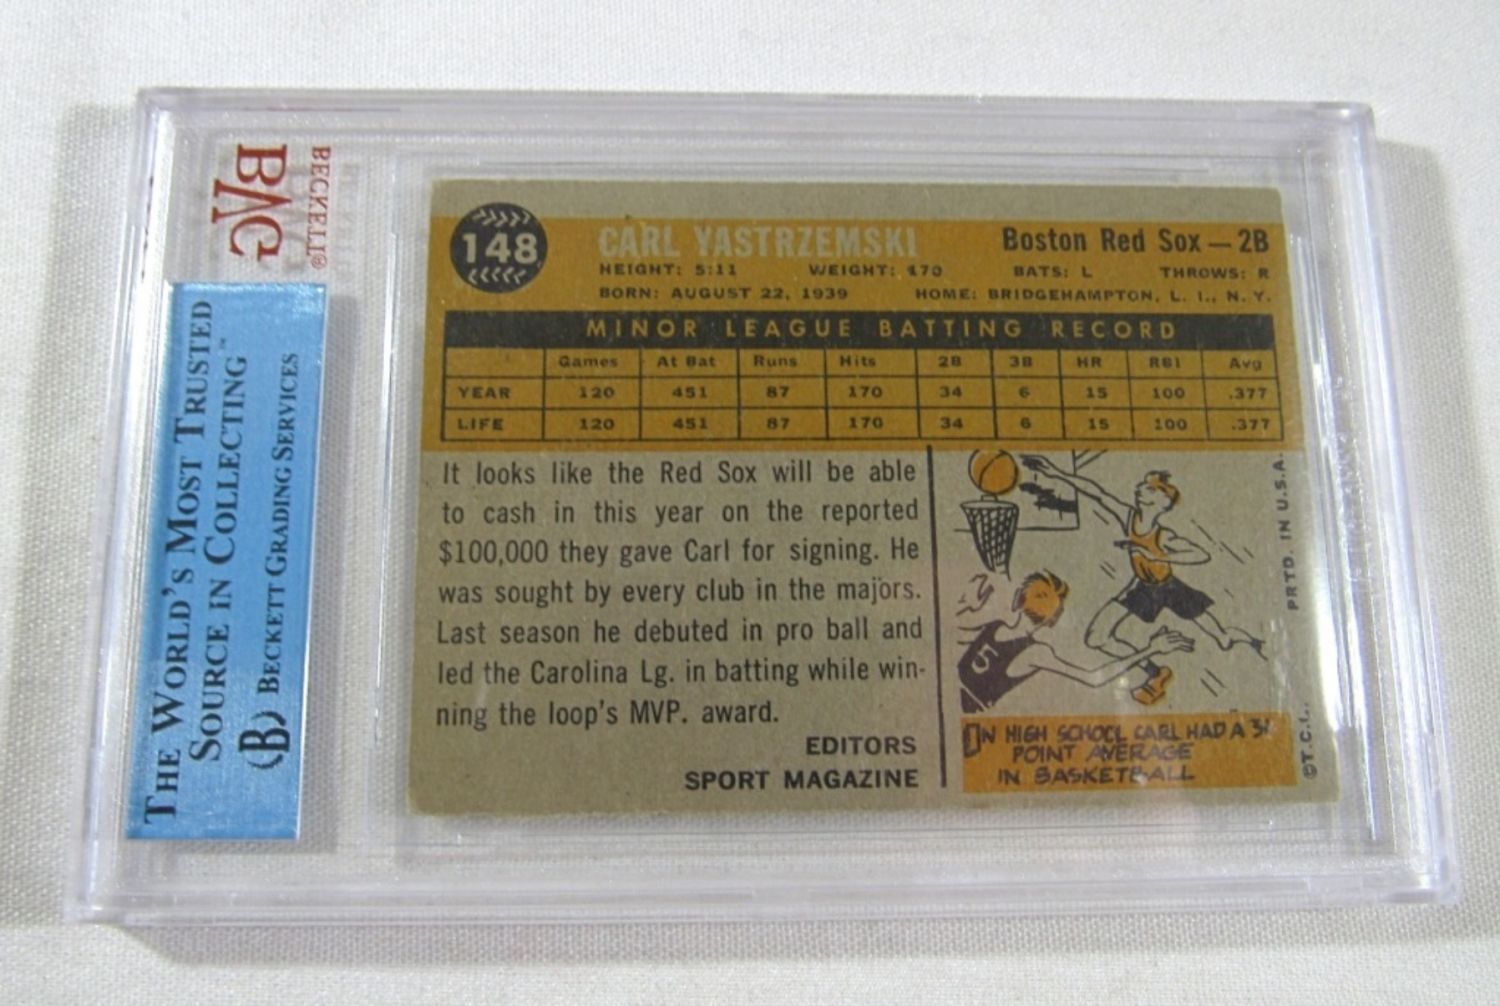 BVG
BECKETT®
THE WORLD'S MOST TRUSTED
SOURCE IN COLLECTING™
(B) BECKETT GRADING SERVICES
148
CARL YASTRZEMSKI Boston Red Sox — 2B
HEIGHT: 5:11 WEIGHT: 170 BATS: L THROWS: R
BORN: AUGUST 22, 1939 HOME: BRIDGEHAMPTON, L. I., N. Y.
MINOR LEAGUE BATTING RECORD
Games At Bat Runs Hits 2B 3B HR RBI Avg
YEAR 120 451 87 170 34 6 15 100 .377
LIFE 120 451 87 170 34 6 15 100 .377
It looks like the Red Sox will be able
to cash in this year on the reported
$100,000 they gave Carl for signing. He
was sought by every club in the majors.
Last season he debuted in pro ball and
led the Carolina Lg. in batting while win-
ning the loop's MVP. award.
EDITORS
SPORT MAGAZINE
5
IN HIGH SCHOOL CARL HAD A
POINT AVERAGE
IN BASKETBALL
©T.C.G. PRTD. IN U.S.A.